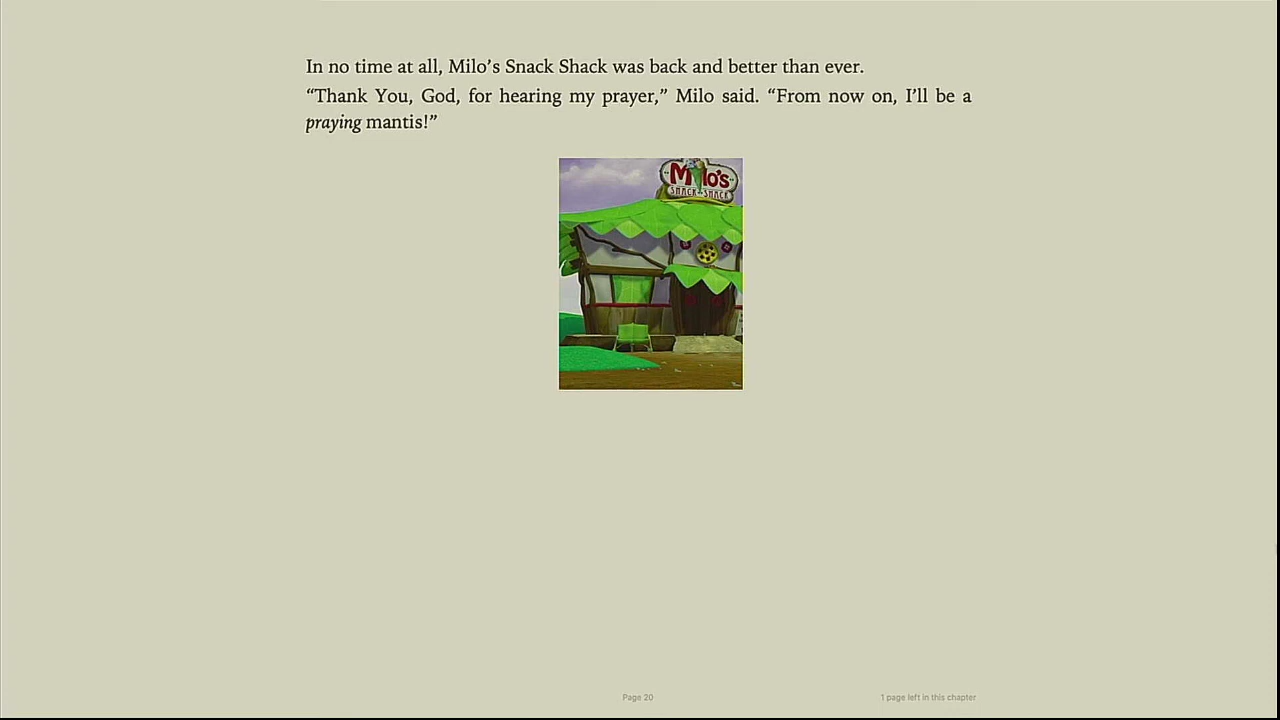 In no time at all, Milo’s Snack Shack was back and better than ever.
“Thank You, God, for hearing my prayer,” Milo said. “From now on, I’ll be a
praying mantis!”
Milo's
SNACK SHACK
Page 20
1 page left in this chapter